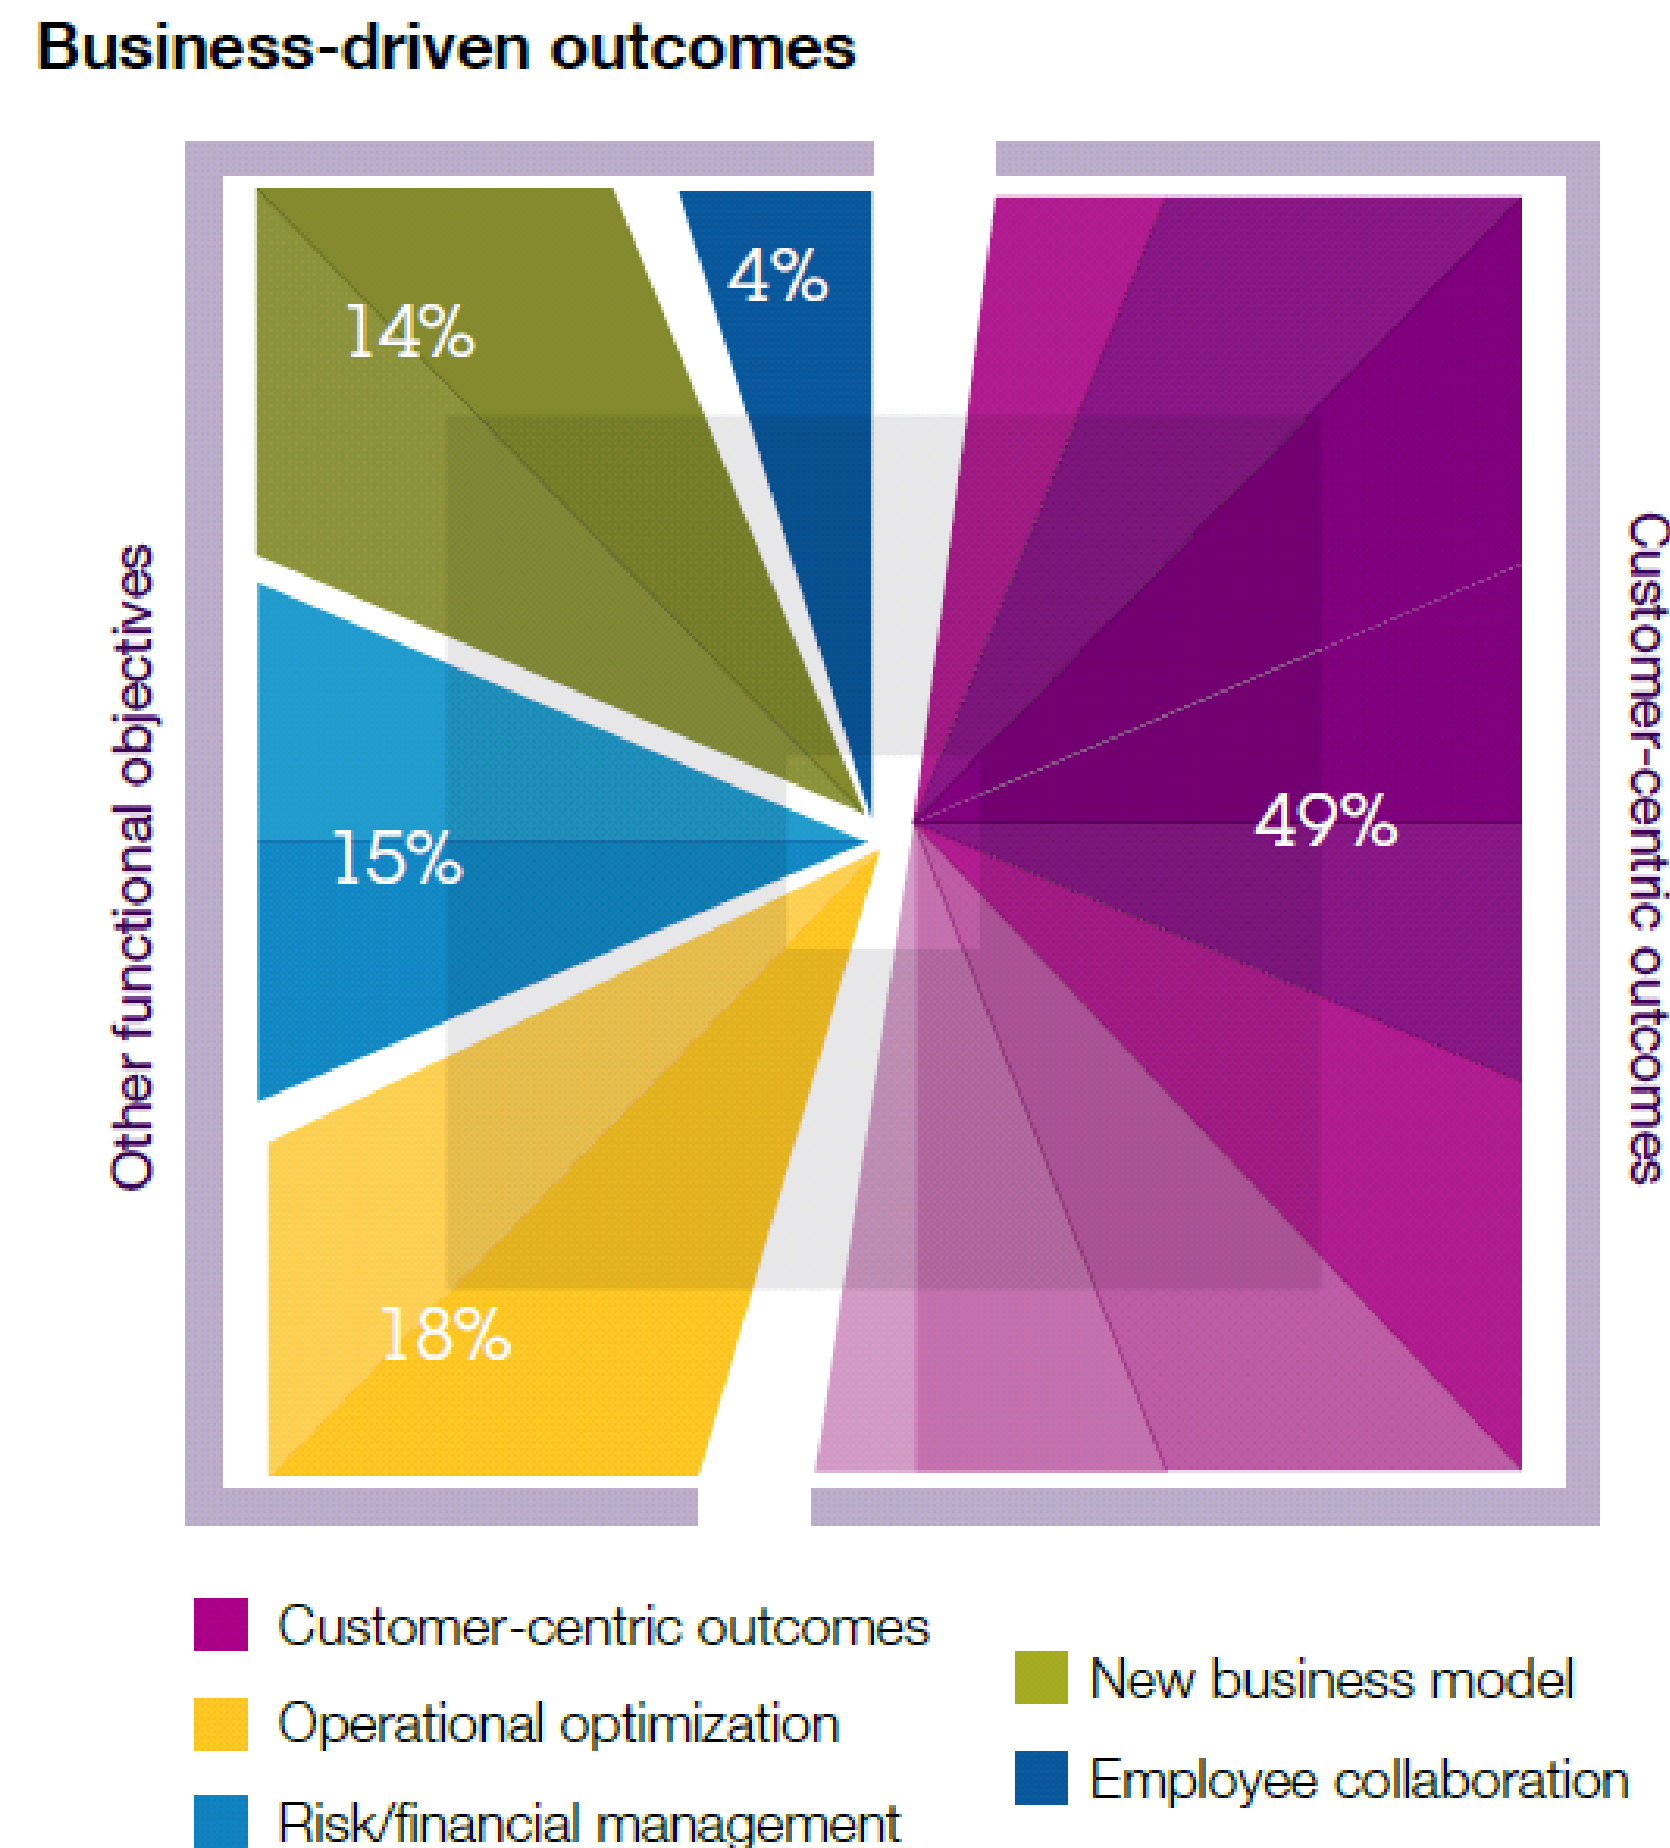 Business-driven outcomes
14%
4%
Other functional objectives
15%
49%
Customer-centric outcomes
18%
Customer-centric outcomes
Operational optimization
Risk/financial management
New business model
Employee collaboration